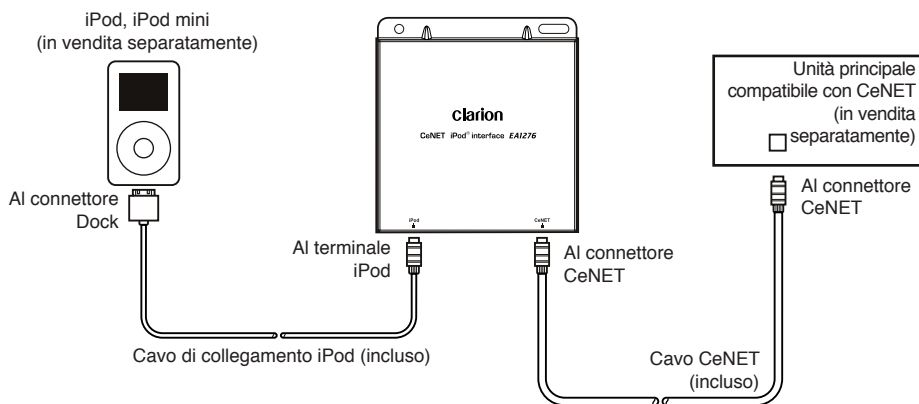 iPod, iPod mini
(in vendita separatamente)
clarion
CeNET iPod® interface EA1276
iPod
CeNET
Unità principale
compatibile con CeNET
(in vendita
separatamente)
Al connettore
Dock
Al terminale
iPod
Al connettore
CeNET
Al connettore
CeNET
Cavo di collegamento iPod (incluso)
Cavo CeNET
(incluso)